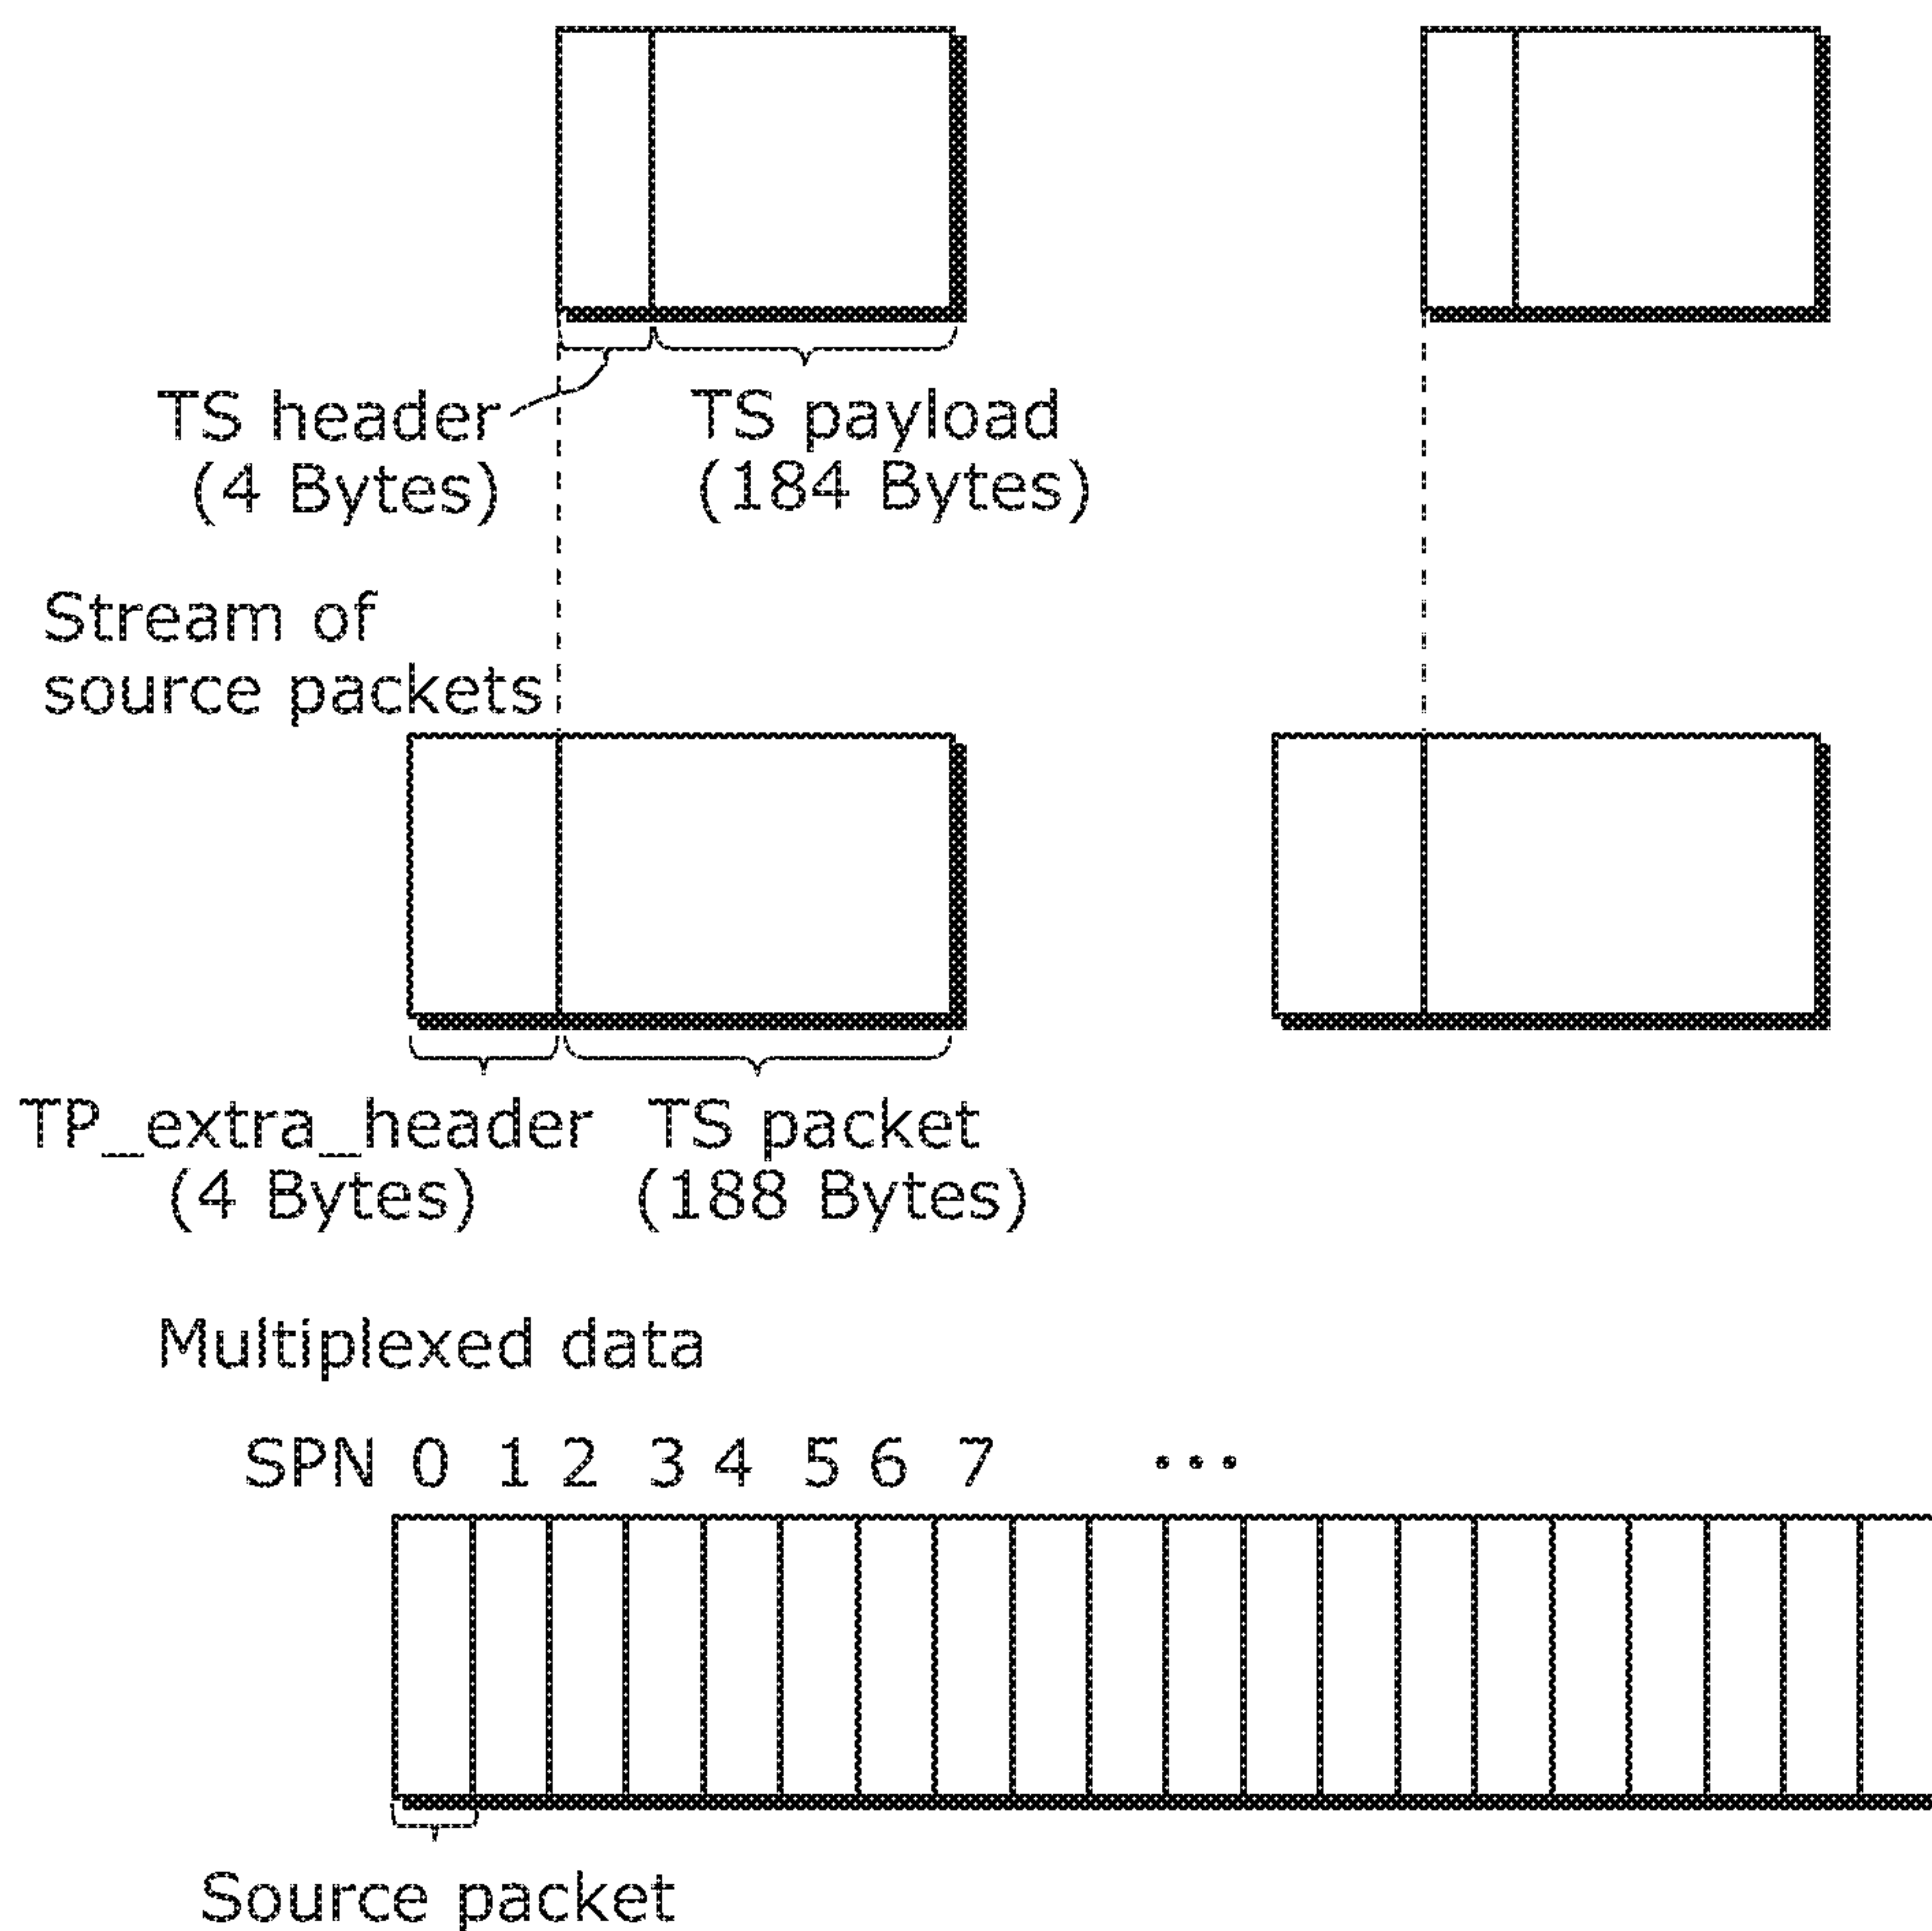 TS header
(4 Bytes)
TS payload
(184 Bytes)
Stream of
source packets
TP_extra_header
(4 Bytes)
TS packet
(188 Bytes)
Multiplexed data
SPN 0 1 2 3 4 5 6 7 ...
Source packet